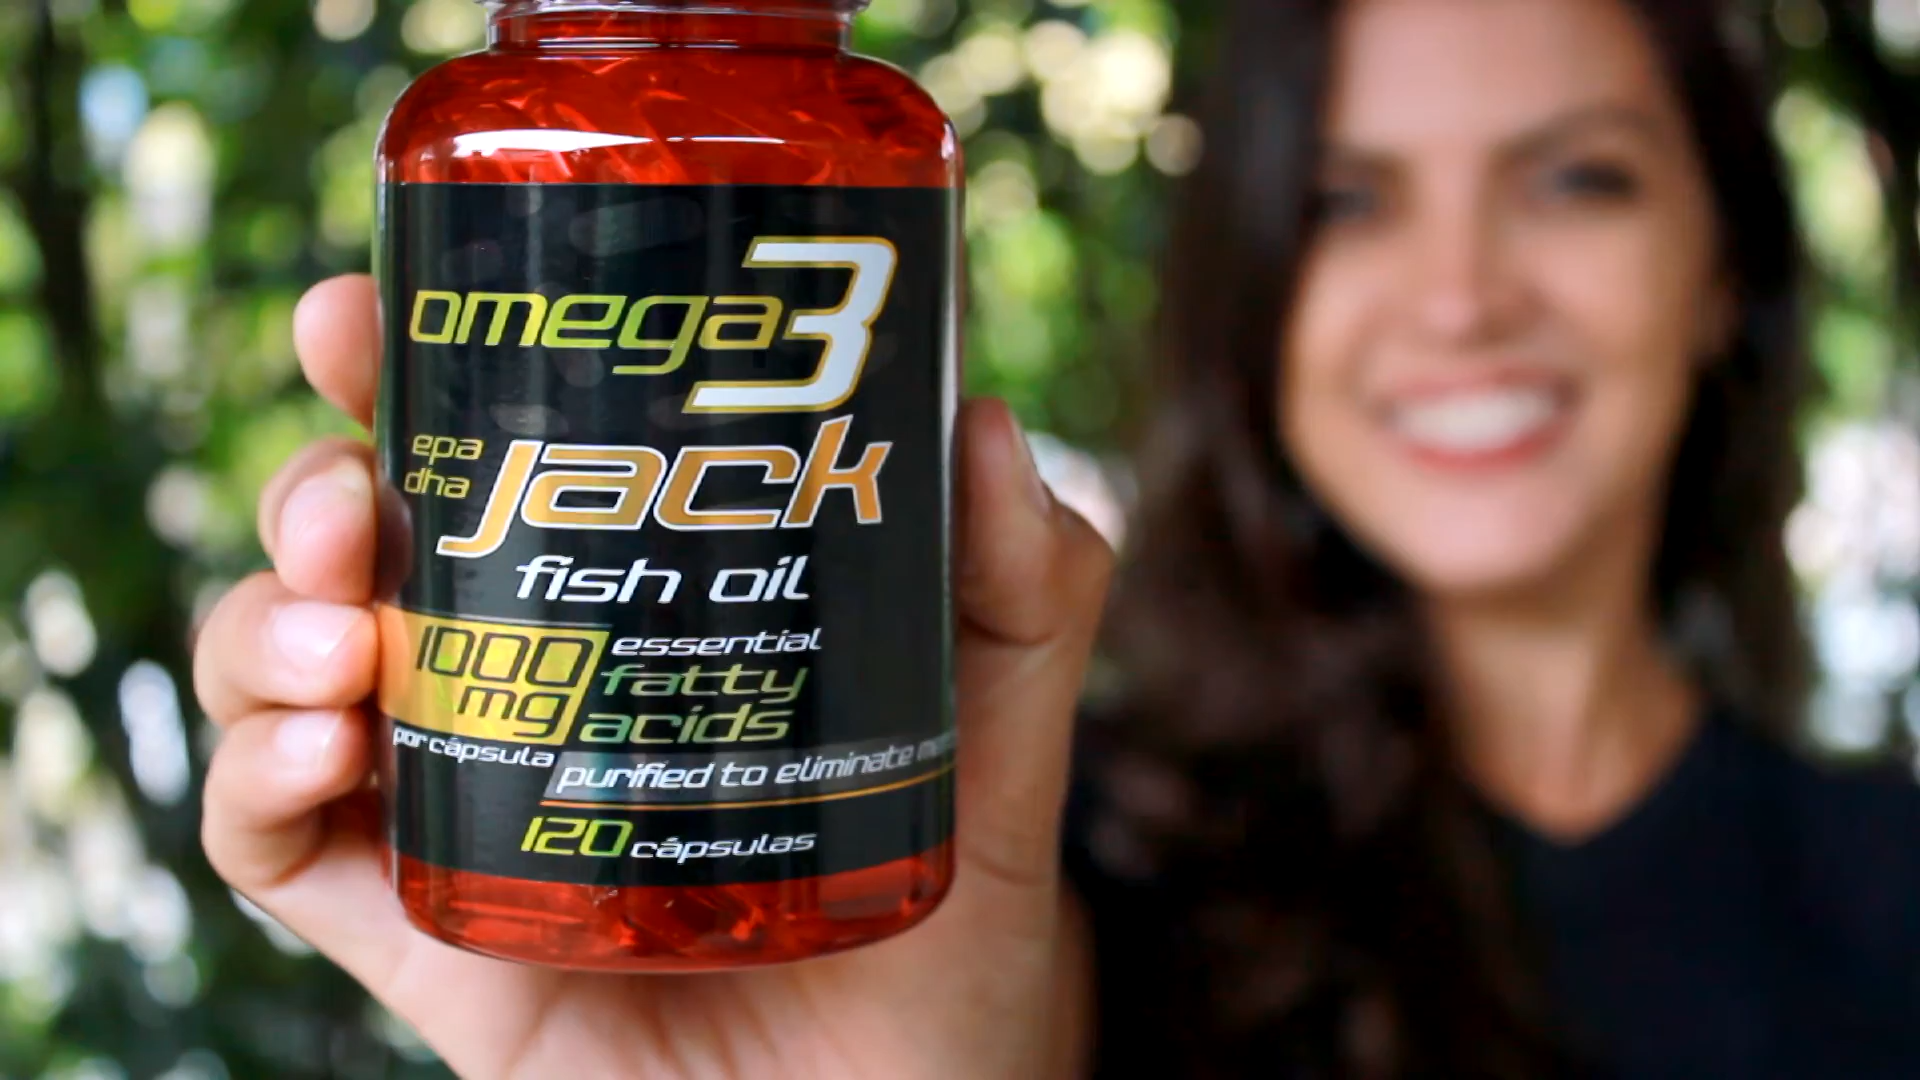 omega3
epa
dha
jack
fish oil
1000
mg
por cápsula
essential
fatty
acids
purified to eliminate
120 cápsulas